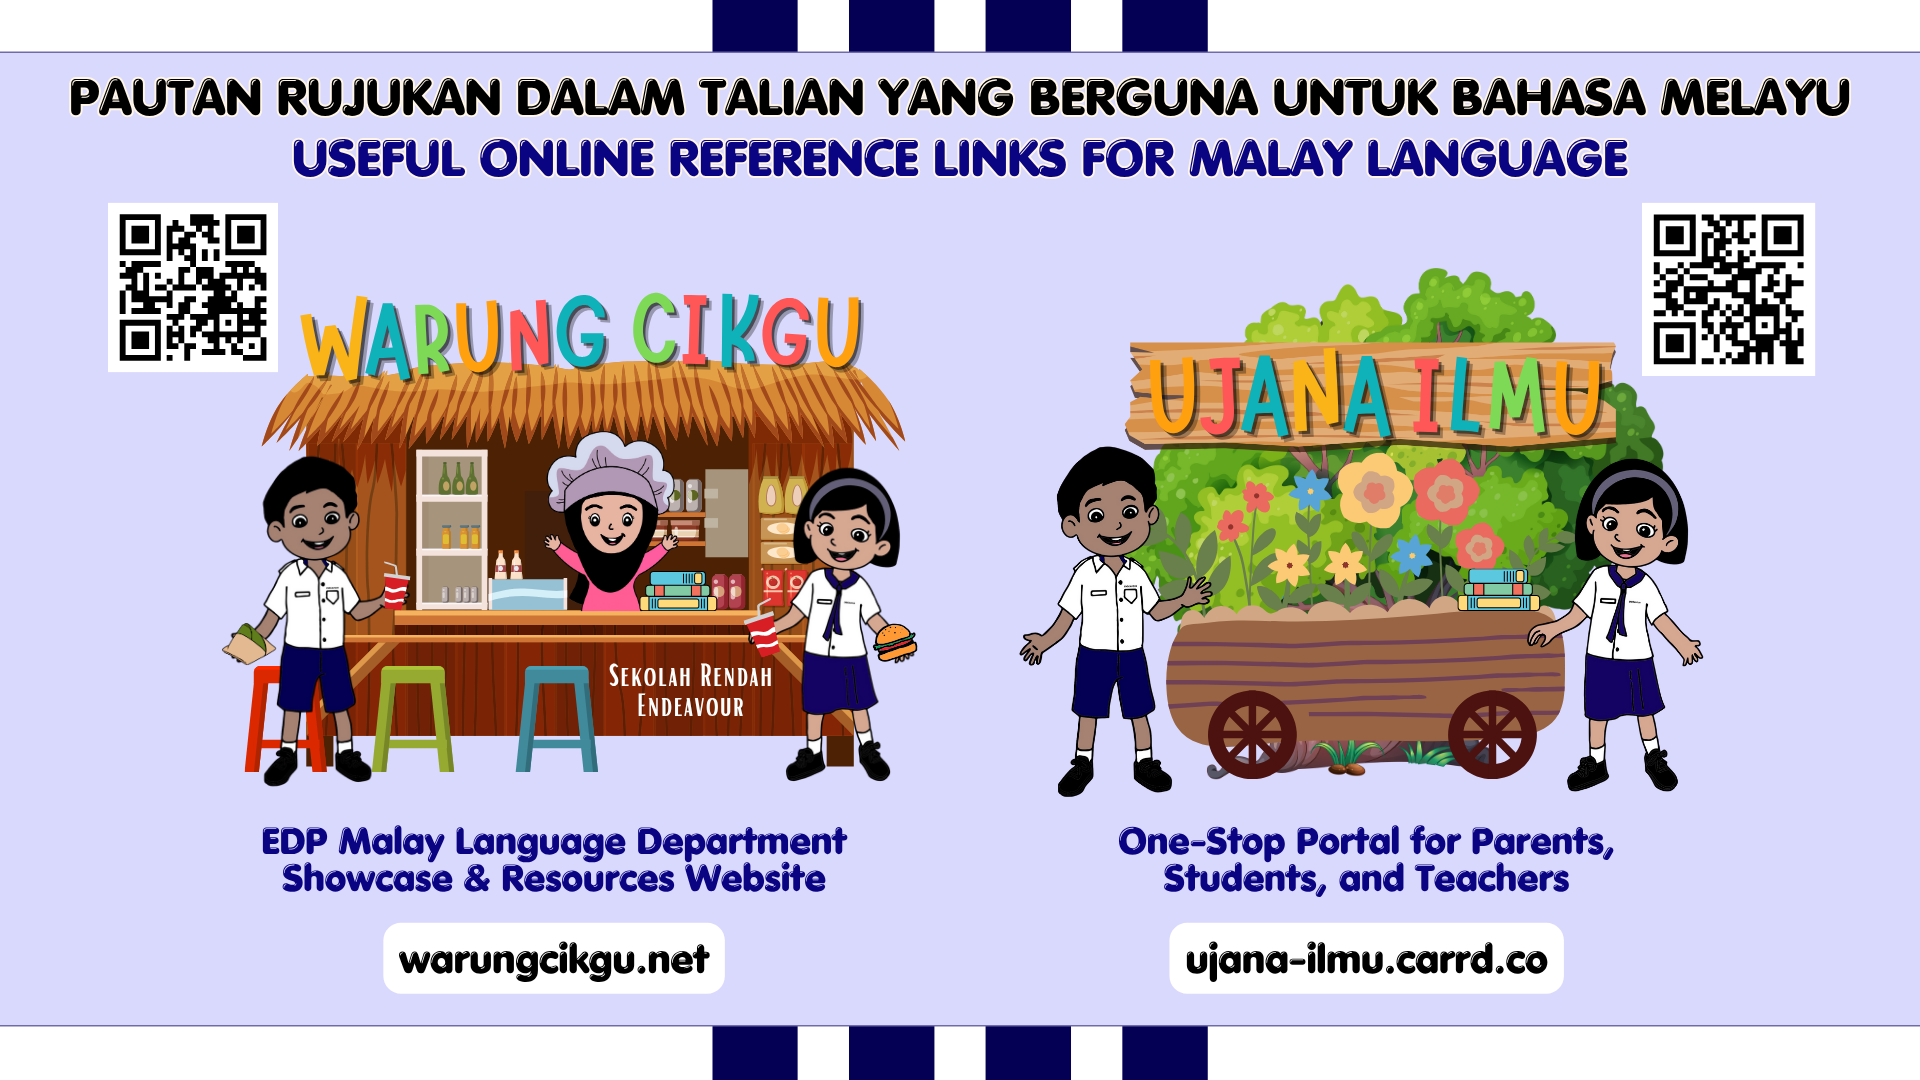 PAUTAN RUJUKAN DALAM TALIAN YANG BERGUNA UNTUK BAHASA MELAYU
USEFUL ONLINE REFERENCE LINKS FOR MALAY LANGUAGE
WARUNG CIKGU
SEKOLAH RENDAH
ENDEAVOUR
EDP Malay Language Department
Showcase & Resources Website
warungcikgu.net
UJANA ILMU
One-Stop Portal for Parents,
Students, and Teachers
ujana-ilmu.carrd.co